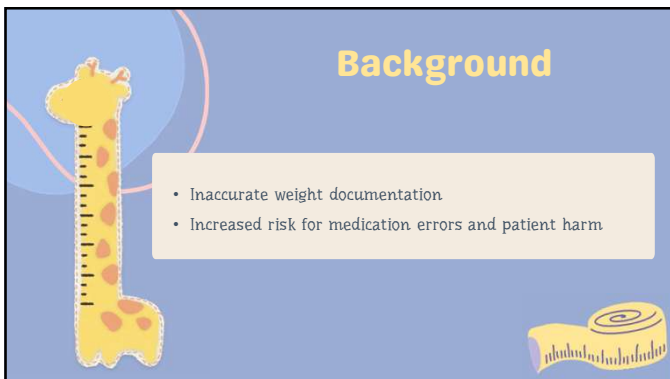 Background
• Inaccurate weight documentation
• Increased risk for medication errors and patient harm